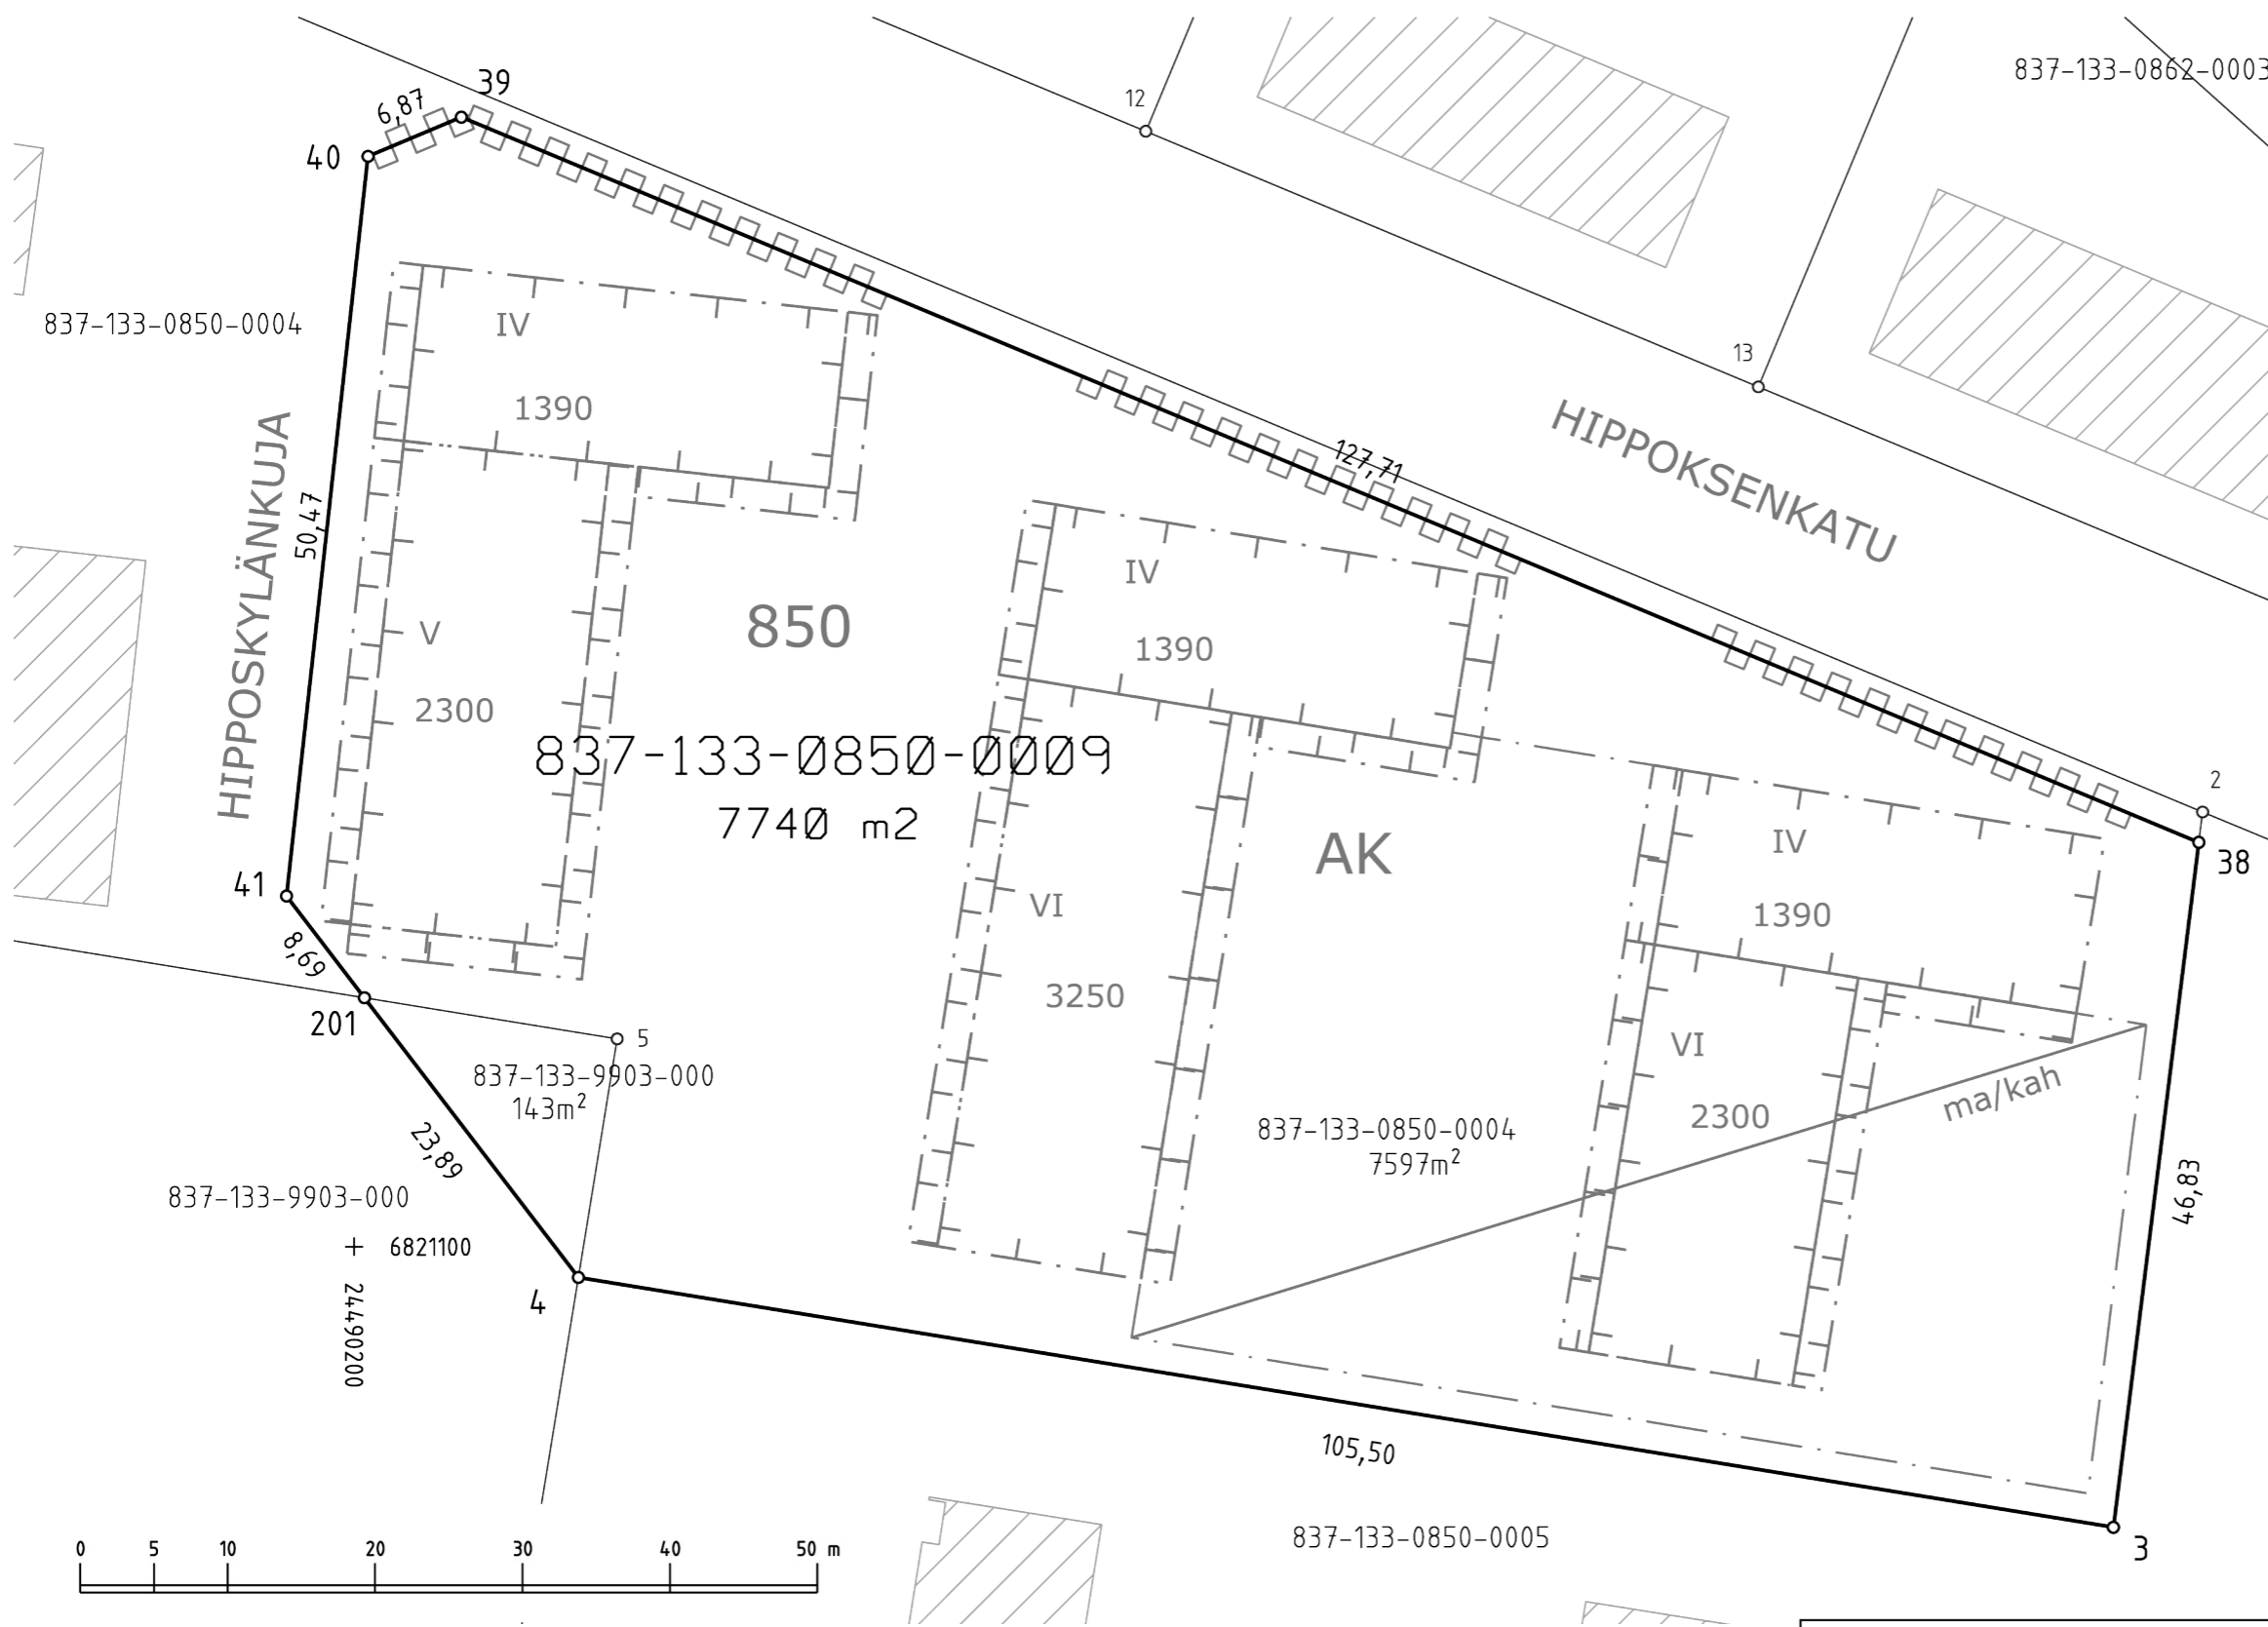 837-133-0862-0003
39
6,87
12
40
837-133-0850-0004
IV
13
1390
HIPPOKSENKATU
127,71
HIPPOSKYLÄNKUJA
50,47
IV
V
850
1390
2300
837-133-0850-0009
7740 m2
2
38
AK
IV
41
VI
1390
8,69
3250
201
5
VI
837-133-9903-000
143m²
ma/kah
2300
837-133-0850-0004
7597m²
23,89
837-133-9903-000
46,83
+ 6821100
24490200
4
105,50
837-133-0850-0005
3
0 5 10 20 30 40 50 m